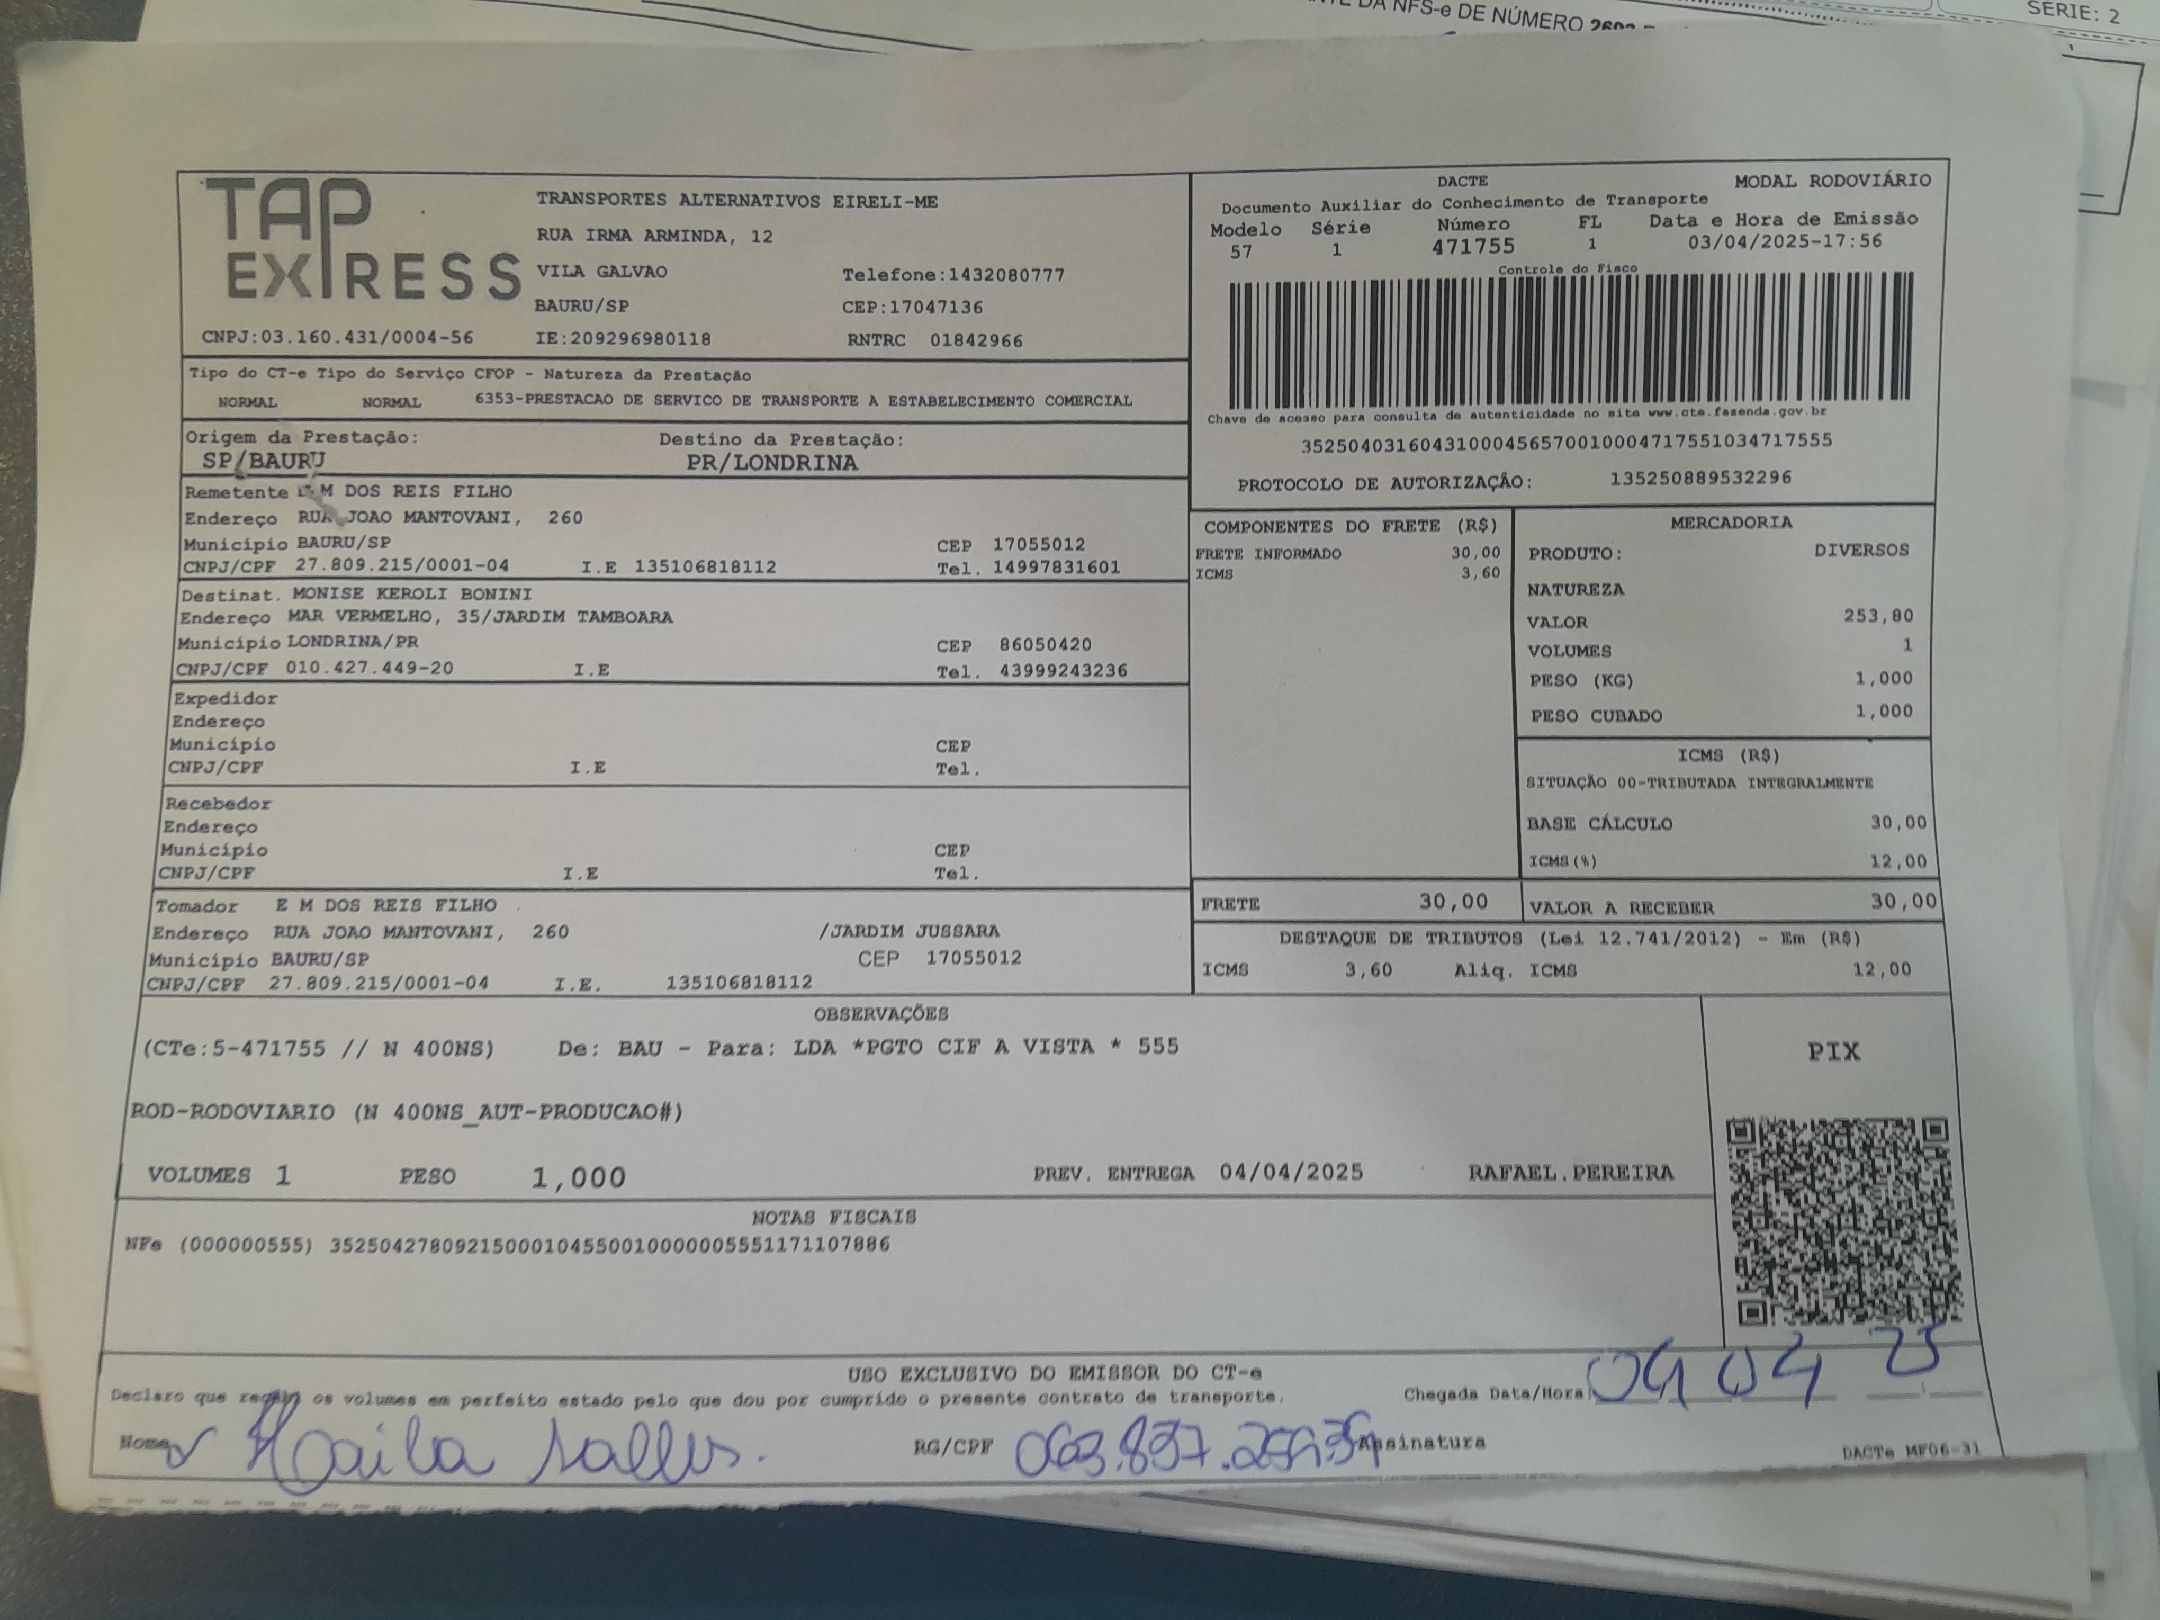 DA NFS-e DE NÚMERO
SÉRIE: 2
TAP EXPRESS
TRANSPORTES ALTERNATIVOS EIRELI-ME
RUA IRMA ARMINDA, 12
VILA GALVAO Telefone:1432080777
BAURU/SP CEP:17047136
CNPJ:03.160.431/0004-56 IE:209296980118 RNTRC 01842966
DACTE MODAL RODOVIÁRIO
Documento Auxiliar do Conhecimento de Transporte
Modelo Série Número FL Data e Hora de Emissão
57 1 471755 1 03/04/2025-17:56
Controle do Fisco
Chave de acesso para consulta de autenticidade no site www.cte.fazenda.gov.br
35250403160431000456570010004717551034717555
PROTOCOLO DE AUTORIZAÇÂO: 135250889532296
Tipo do CT-e Tipo do Serviço CFOP - Natureza da Prestação
NORMAL NORMAL 6353-PRESTACAO DE SERVICO DE TRANSPORTE A ESTABELECIMENTO COMERCIAL
Origem da Prestação: Destino da Prestação:
SP/BAURU PR/LONDRINA
Remetente M DOS REIS FILHO
Endereço RUA JOAO MANTOVANI, 260
Município BAURU/SP CEP 17055012
CNPJ/CPF 27.809.215/0001-04 I.E 135106818112 Tel. 14997831601
Destinat. MONISE KEROLI BONINI
Endereço MAR VERMELHO, 35/JARDIM TAMBOARA
Município LONDRINA/PR CEP 86050420
CNPJ/CPF 010.427.449-20 I.E Tel. 43999243236
Expedidor
Endereço
Município CEP
CNPJ/CPF I.E Tel.
Recebedor
Endereço
Município CEP
CNPJ/CPF I.E Tel.
Tomador E M DOS REIS FILHO
Endereço RUA JOAO MANTOVANI, 260 /JARDIM JUSSARA
Município BAURU/SP CEP 17055012
CNPJ/CPF 27.809.215/0001-04 I.E. 135106818112
COMPONENTES DO FRETE (R$)
FRETE INFORMADO 30,00
ICMS 3,60
MERCADORIA
PRODUTO: DIVERSOS
NATUREZA
VALOR 253,80
VOLUMES 1
PESO (KG) 1,000
PESO CUBADO 1,000
ICMS (R$)
SITUAÇÃO 00-TRIBUTADA INTEGRALMENTE
BASE CÁLCULO 30,00
ICMS(%) 12,00
FRETE 30,00 VALOR A RECEBER 30,00
DESTAQUE DE TRIBUTOS (Lei 12.741/2012) - Em (R$)
ICMS 3,60 Aliq. ICMS 12,00
OBSERVAÇÕES
(CTe:5-471755 // N 400NS) De: BAU - Para: LDA *PGTO CIF A VISTA * 555
PIX
ROD-RODOVIARIO (N 400NS_AUT-PRODUCAO#)
VOLUMES 1 PESO 1,000 PREV. ENTREGA 04/04/2025 RAFAEL.PEREIRA
NOTAS FISCAIS
NFe (000000555) 35250427809215000104550010000005551171107886
USO EXCLUSIVO DO EMISSOR DO CT-e
Declaro que recebi os volumes em perfeito estado pelo que dou por cumprido o presente contrato de transporte.
Chegada Data/Hora 04 04 25
Nome RG/CPF Assinatura
DACTe MF06-31